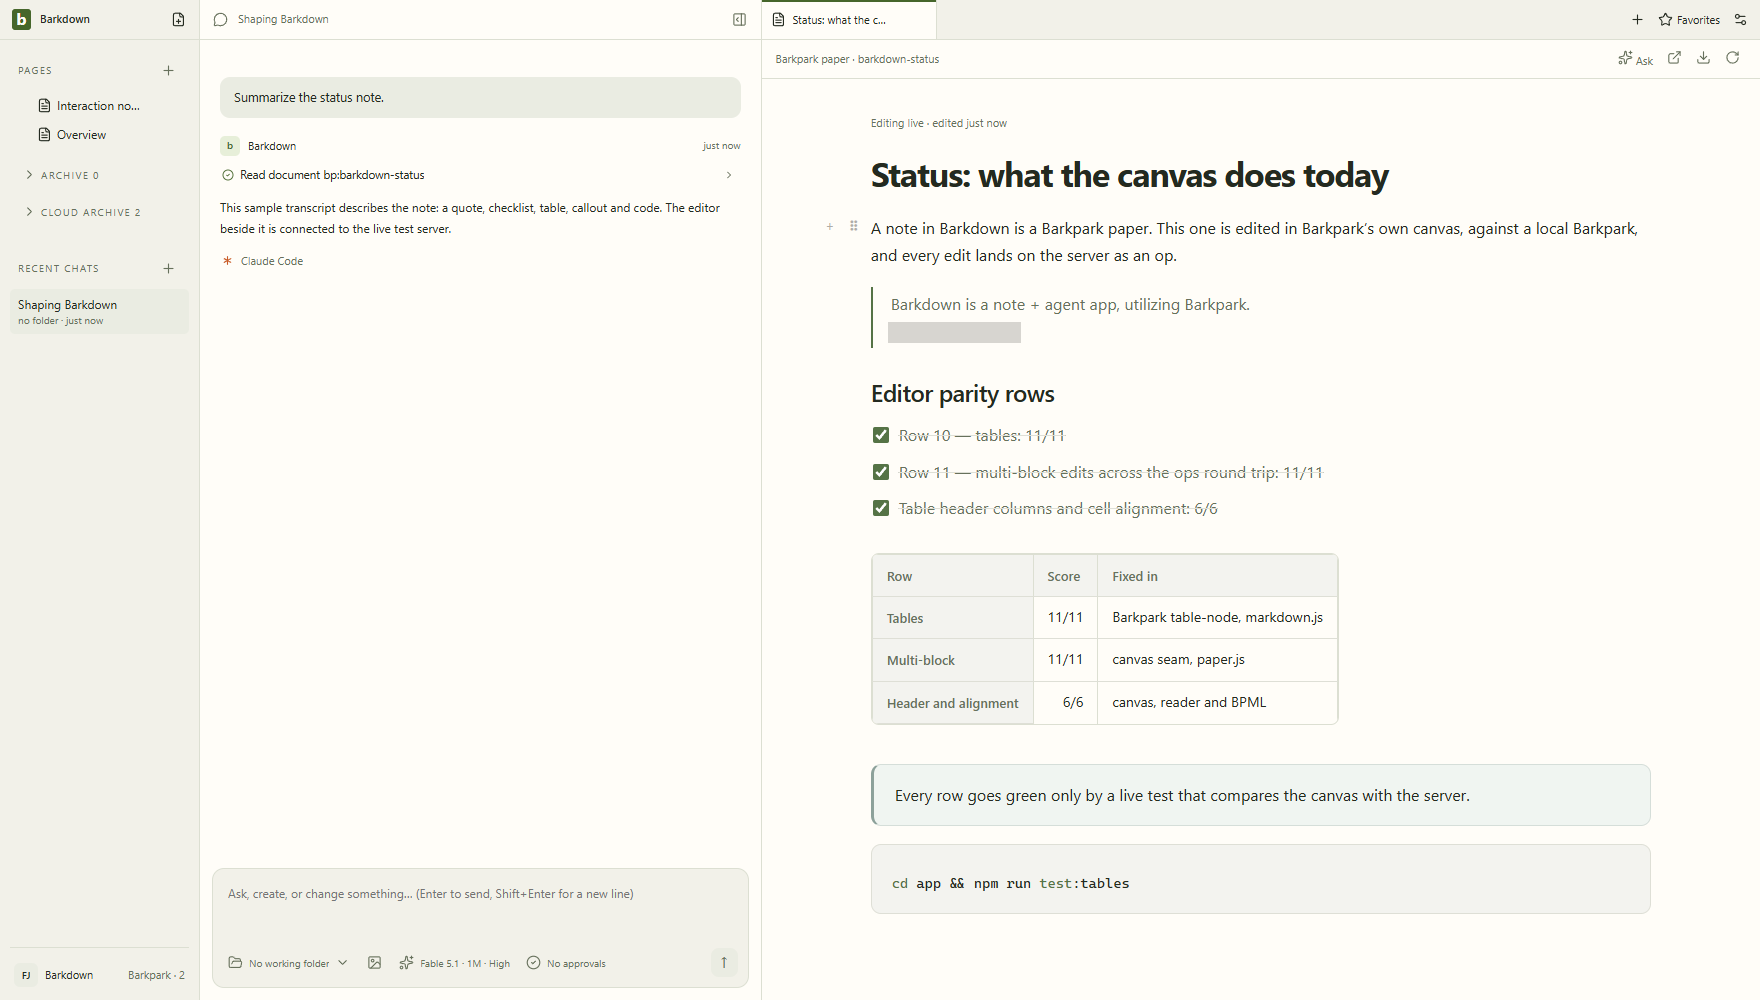 Barkdown
PAGES
Interaction no...
Overview
ARCHIVE 0
CLOUD ARCHIVE 2
RECENT CHATS
Shaping Barkdown
no folder · just now
FJ
Barkdown
Barkpark · 2
Shaping Barkdown
Summarize the status note.
b
Barkdown
just now
Read document bp:barkdown-status
This sample transcript describes the note: a quote, checklist, table, callout and code. The editor
beside it is connected to the live test server.
Claude Code
Ask, create, or change something... (Enter to send, Shift+Enter for a new line)
No working folder
Fable 5.1 · 1M · High
No approvals
Status: what the c...
Favorites
Barkpark paper · barkdown-status
Ask
Editing live · edited just now
Status: what the canvas does today
A note in Barkdown is a Barkpark paper. This one is edited in Barkpark's own canvas, against a local Barkpark,
and every edit lands on the server as an op.
Barkdown is a note + agent app, utilizing Barkpark.
Editor parity rows
Row 10 — tables: 11/11
Row 11 — multi-block edits across the ops round trip: 11/11
Table header columns and cell alignment: 6/6
Row Score Fixed in
Tables 11/11 Barkpark table-node, markdown.js
Multi-block 11/11 canvas seam, paper.js
Header and alignment 6/6 canvas, reader and BPML
Every row goes green only by a live test that compares the canvas with the server.
cd app && npm run test:tables